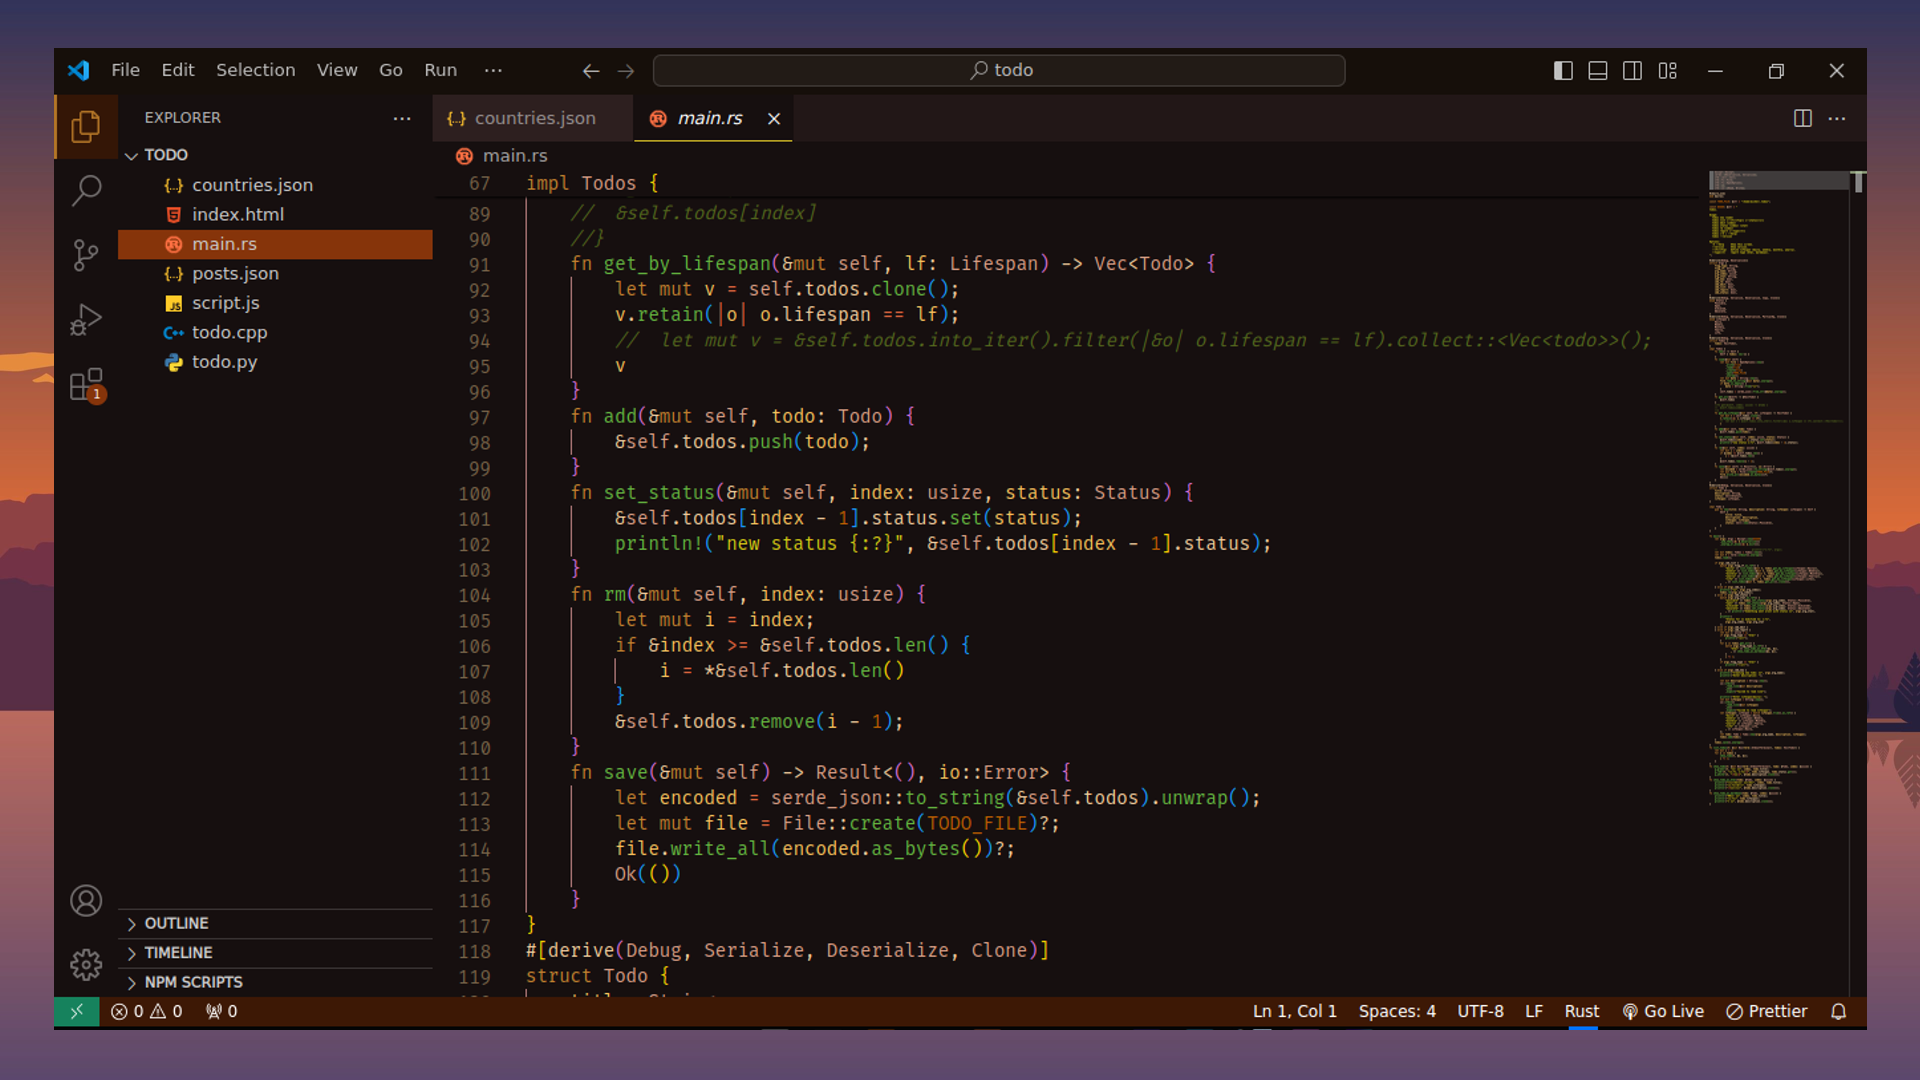 File Edit Selection View Go Run ···
todo
EXPLORER ···
TODO
{..} countries.json
index.html
main.rs
{..} posts.json
JS script.js
C++ todo.cpp
todo.py
1
OUTLINE
TIMELINE
NPM SCRIPTS
{..} countries.json
main.rs
main.rs
67 impl Todos {
89 //  &self.todos[index]
90 //}
91 fn get_by_lifespan(&mut self, lf: Lifespan) -> Vec<Todo> {
92 let mut v = self.todos.clone();
93 v.retain(|o| o.lifespan == lf);
94 //  let mut v = &self.todos.into_iter().filter(|&o| o.lifespan == lf).collect::<Vec<todo>>();
95 v
96 }
97 fn add(&mut self, todo: Todo) {
98 &self.todos.push(todo);
99 }
100 fn set_status(&mut self, index: usize, status: Status) {
101 &self.todos[index - 1].status.set(status);
102 println!("new status {:?}", &self.todos[index - 1].status);
103 }
104 fn rm(&mut self, index: usize) {
105 let mut i = index;
106 if &index >= &self.todos.len() {
107 i = *&self.todos.len()
108 }
109 &self.todos.remove(i - 1);
110 }
111 fn save(&mut self) -> Result<(), io::Error> {
112 let encoded = serde_json::to_string(&self.todos).unwrap();
113 let mut file = File::create(TODO_FILE)?;
114 file.write_all(encoded.as_bytes())?;
115 Ok(())
116 }
117 }
118 #[derive(Debug, Serialize, Deserialize, Clone)]
119 struct Todo {
0 0 0
Ln 1, Col 1 Spaces: 4 UTF-8 LF Rust Go Live Prettier